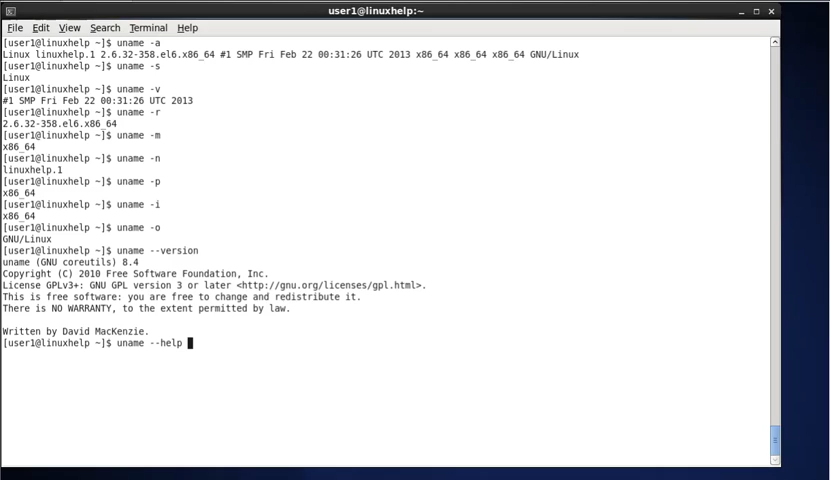 user1@linuxhelp:~
File Edit View Search Terminal Help
[user1@linuxhelp ~]$ uname -a
Linux linuxhelp.1 2.6.32-358.el6.x86_64 #1 SMP Fri Feb 22 00:31:26 UTC 2013 x86_64 x86_64 x86_64 GNU/Linux
[user1@linuxhelp ~]$ uname -s
Linux
[user1@linuxhelp ~]$ uname -v
#1 SMP Fri Feb 22 00:31:26 UTC 2013
[user1@linuxhelp ~]$ uname -r
2.6.32-358.el6.x86_64
[user1@linuxhelp ~]$ uname -m
x86_64
[user1@linuxhelp ~]$ uname -n
linuxhelp.1
[user1@linuxhelp ~]$ uname -p
x86_64
[user1@linuxhelp ~]$ uname -i
x86_64
[user1@linuxhelp ~]$ uname -o
GNU/Linux
[user1@linuxhelp ~]$ uname --version
uname (GNU coreutils) 8.4
Copyright (C) 2010 Free Software Foundation, Inc.
License GPLv3+: GNU GPL version 3 or later <http://gnu.org/licenses/gpl.html>.
This is free software: you are free to change and redistribute it.
There is NO WARRANTY, to the extent permitted by law.
Written by David MacKenzie.
[user1@linuxhelp ~]$ uname --help